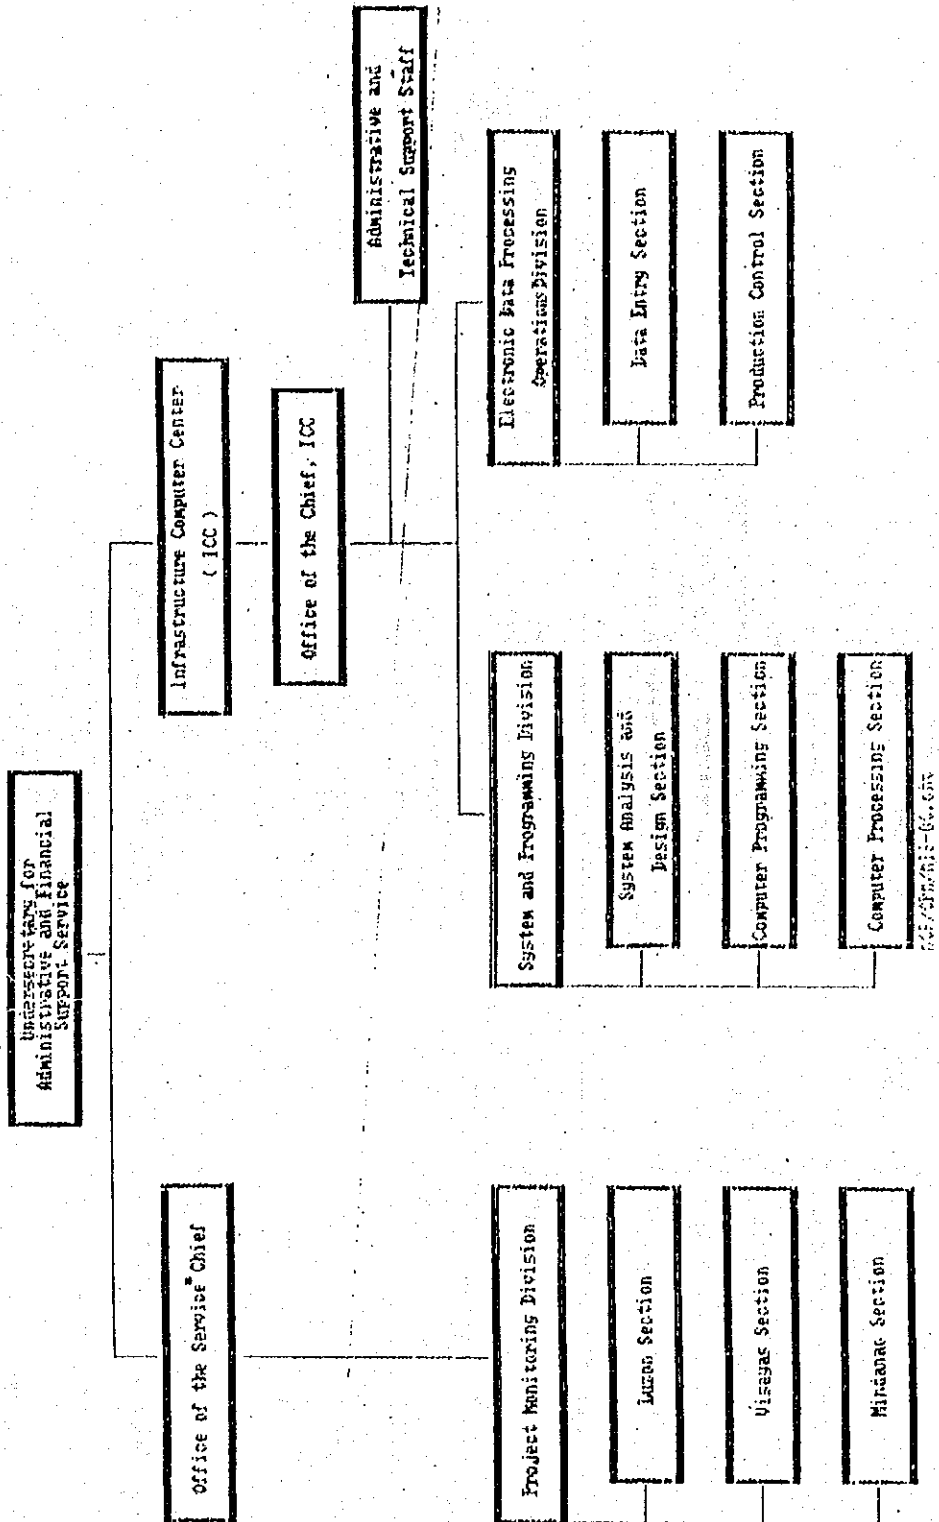 Undersecretary for
Administrative and Financial
Support Service
Office of the Service Chief
Infrastructure Computer Center
( ICC )
Office of the Chief, ICC
Administrative and
Technical Support Staff
Project Monitoring Division
Luzon Section
Visayas Section
Mindanao Section
System and Programming Division
System Analysis and
Design Section
Computer Programming Section
Computer Processing Section
Electronic Data Processing
Operations Division
Data Entry Section
Production Control Section